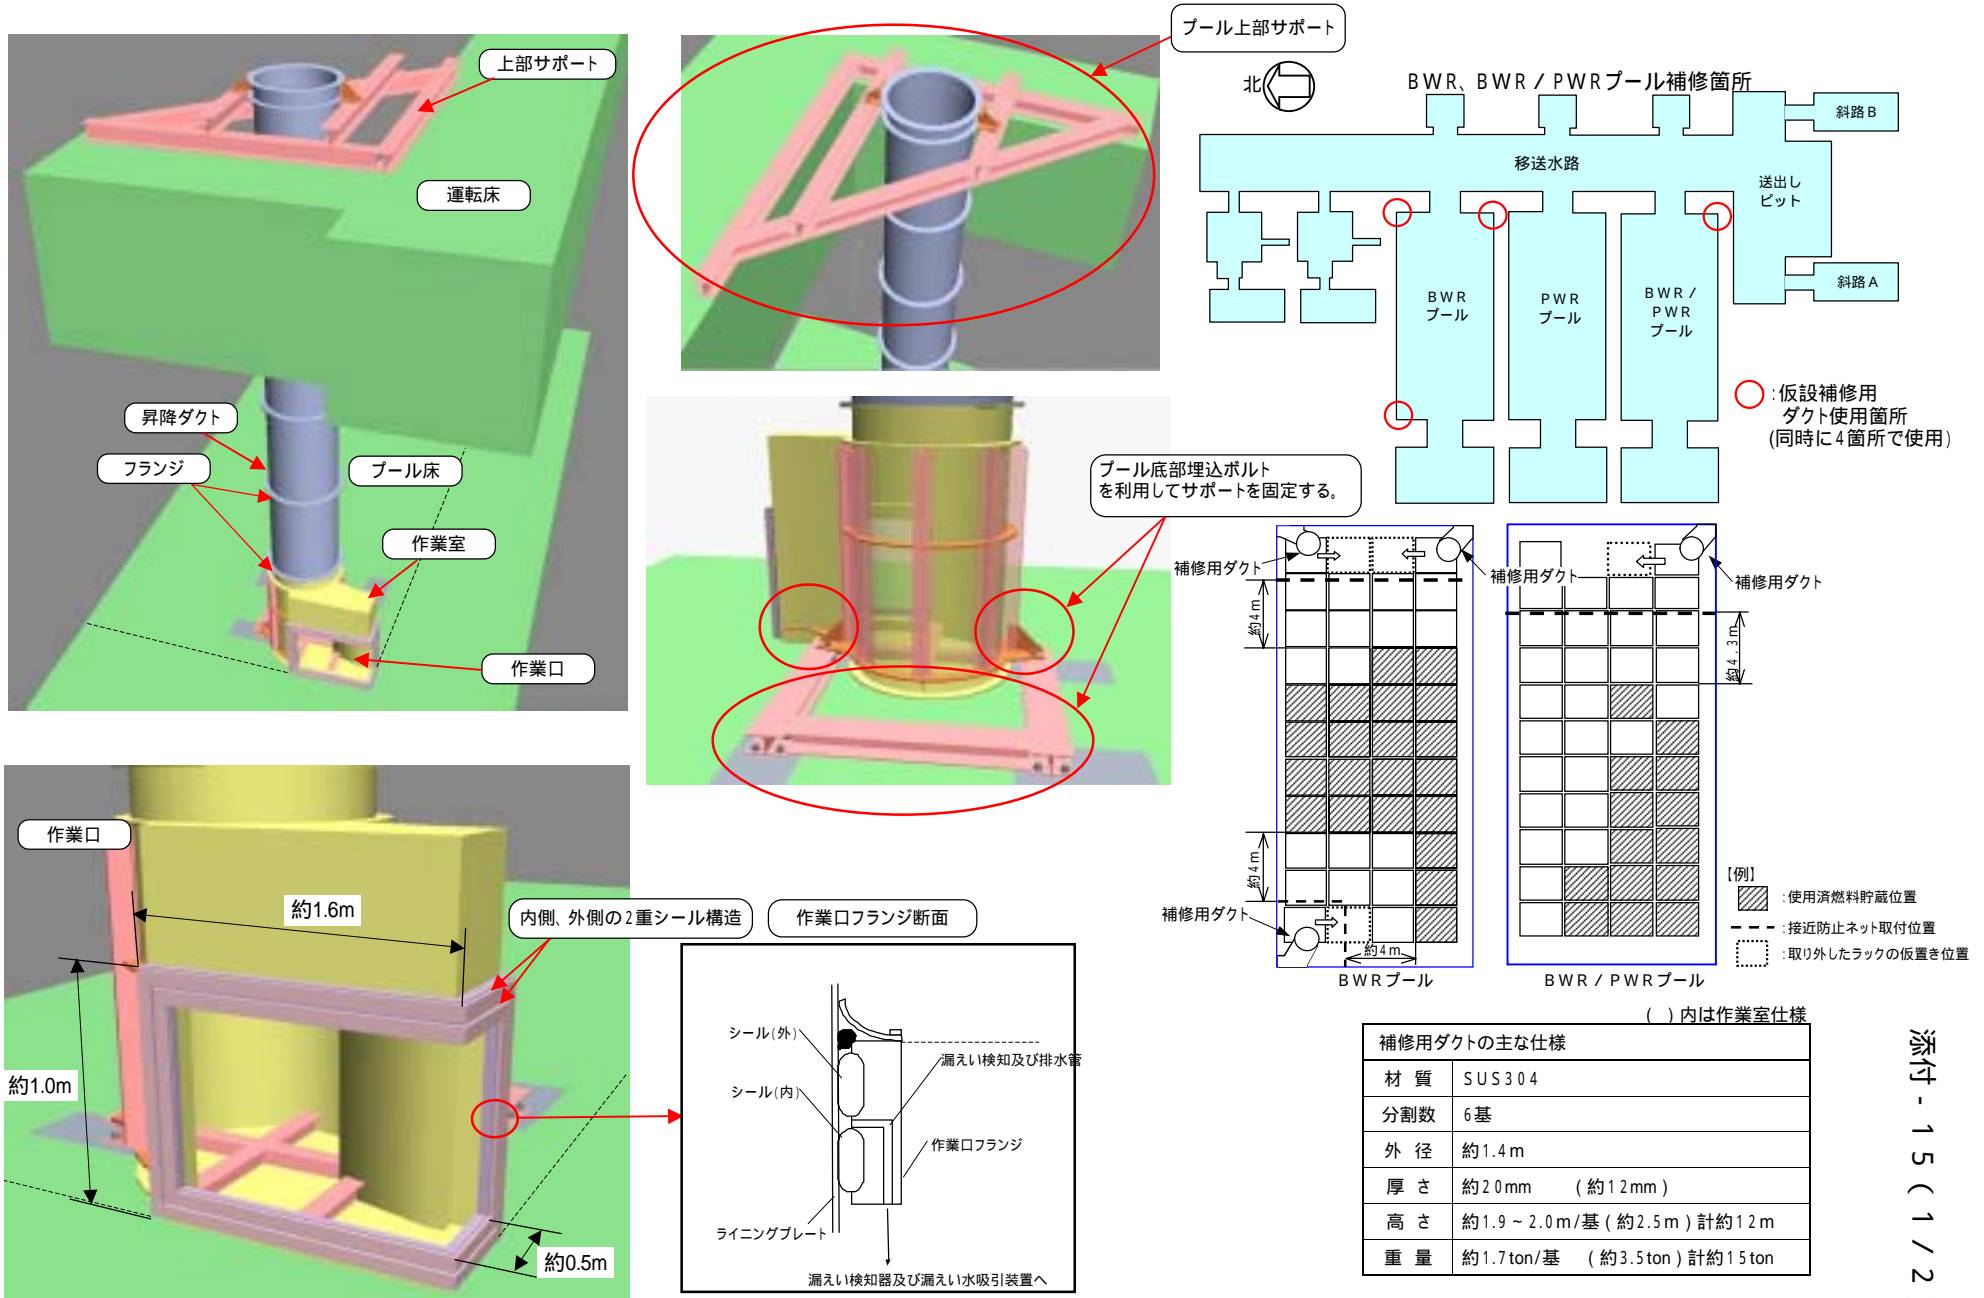 上部サポート
運転床
昇降ダクト
フランジ
プール床
作業室
作業口
プール上部サポート
プール底部埋込ボルト
を利用してサポートを固定する。
北
BWR、BWR/PWRプール補修箇所
斜路B
移送水路
送出し
ピット
斜路A
BWR
プール
PWR
プール
BWR/
PWR
プール
:仮設補修用
ダクト使用箇所
(同時に4箇所で使用)
補修用ダクト
補修用ダクト
補修用ダクト
約4m
約4.3m
約4m
補修用ダクト
約4m
BWRプール
BWR/PWRプール
【例】
:使用済燃料貯蔵位置
:接近防止ネット取付位置
:取り外したラックの仮置き位置
作業口
約1.6m
約1.0m
約0.5m
内側、外側の2重シール構造
作業口フランジ断面
シール(外)
シール(内)
漏えい検知及び排水管
作業口フランジ
ライニングプレート
漏えい検知器及び漏えい水吸引装置へ
( )内は作業室仕様
補修用ダクトの主な仕様
材 質 SUS304
分割数 6基
外 径 約1.4m
厚 さ 約20mm (約12mm)
高 さ 約1.9~2.0m/基(約2.5m)計約12m
重 量 約1.7ton/基 (約3.5ton)計約15ton
添付-15(1/2